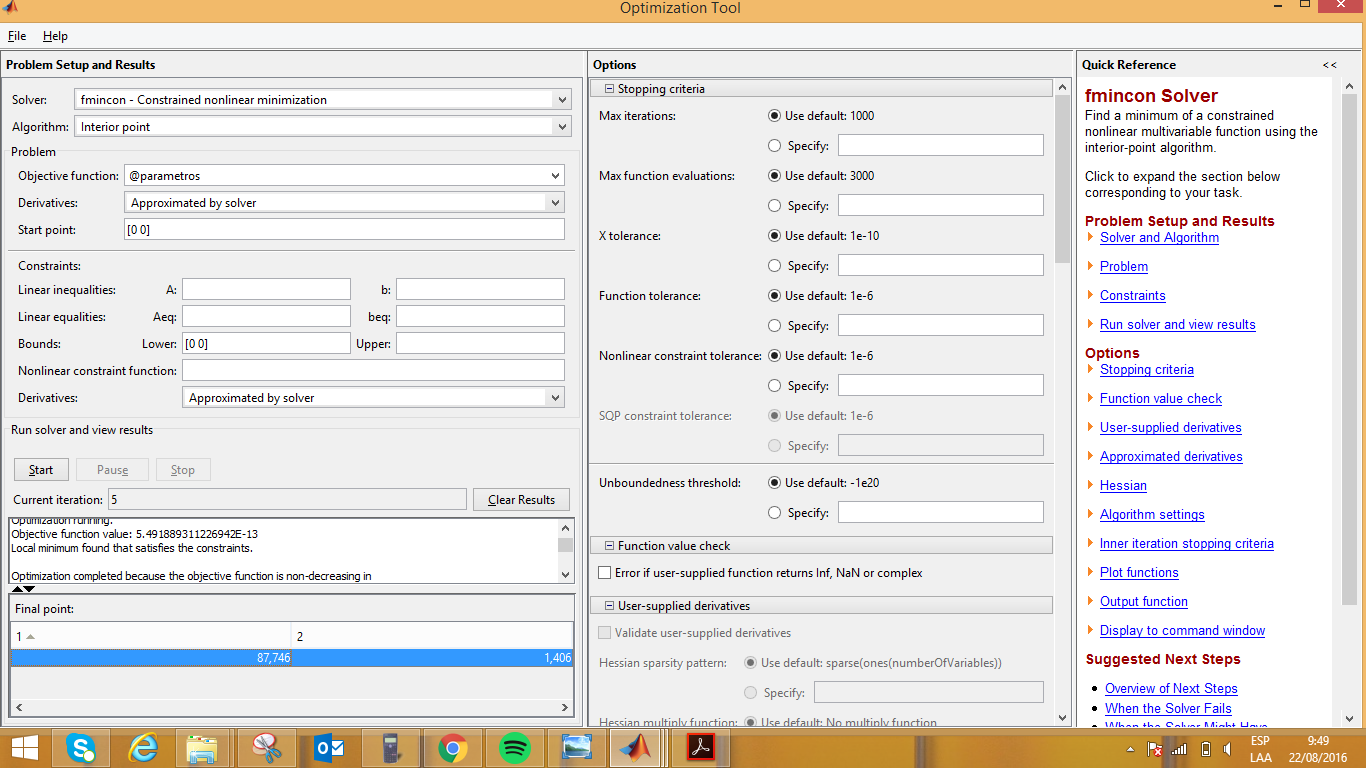 Optimization Tool
File Help
Problem Setup and Results
Solver: fmincon - Constrained nonlinear minimization
Algorithm: Interior point
Problem
Objective function: @parametros
Derivatives: Approximated by solver
Start point: [0 0]
Constraints:
Linear inequalities: A: b:
Linear equalities: Aeq: beq:
Bounds: Lower: [0 0] Upper:
Nonlinear constraint function:
Derivatives: Approximated by solver
Run solver and view results
Start Pause Stop
Current iteration: 5 Clear Results
Optimization running.
Objective function value: 5.491889311226942E-13
Local minimum found that satisfies the constraints.
Optimization completed because the objective function is non-decreasing in
Final point:
1 2
87,746 1,406
Options
Stopping criteria
Max iterations: Use default: 1000
Specify:
Max function evaluations: Use default: 3000
Specify:
X tolerance: Use default: 1e-10
Specify:
Function tolerance: Use default: 1e-6
Specify:
Nonlinear constraint tolerance: Use default: 1e-6
Specify:
SQP constraint tolerance: Use default: 1e-6
Specify:
Unboundedness threshold: Use default: -1e20
Specify:
Function value check
Error if user-supplied function returns Inf, NaN or complex
User-supplied derivatives
Validate user-supplied derivatives
Hessian sparsity pattern: Use default: sparse(ones(numberOfVariables))
Specify:
Hessian multiply function: Use default: No multiply function
Quick Reference <<
fmincon Solver
Find a minimum of a constrained
nonlinear multivariable function using the
interior-point algorithm.
Click to expand the section below
corresponding to your task.
Problem Setup and Results
Solver and Algorithm
Problem
Constraints
Run solver and view results
Options
Stopping criteria
Function value check
User-supplied derivatives
Approximated derivatives
Hessian
Algorithm settings
Inner iteration stopping criteria
Plot functions
Output function
Display to command window
Suggested Next Steps
Overview of Next Steps
When the Solver Fails
When the Solver Might Have
ESP 9:49
LAA 22/08/2016